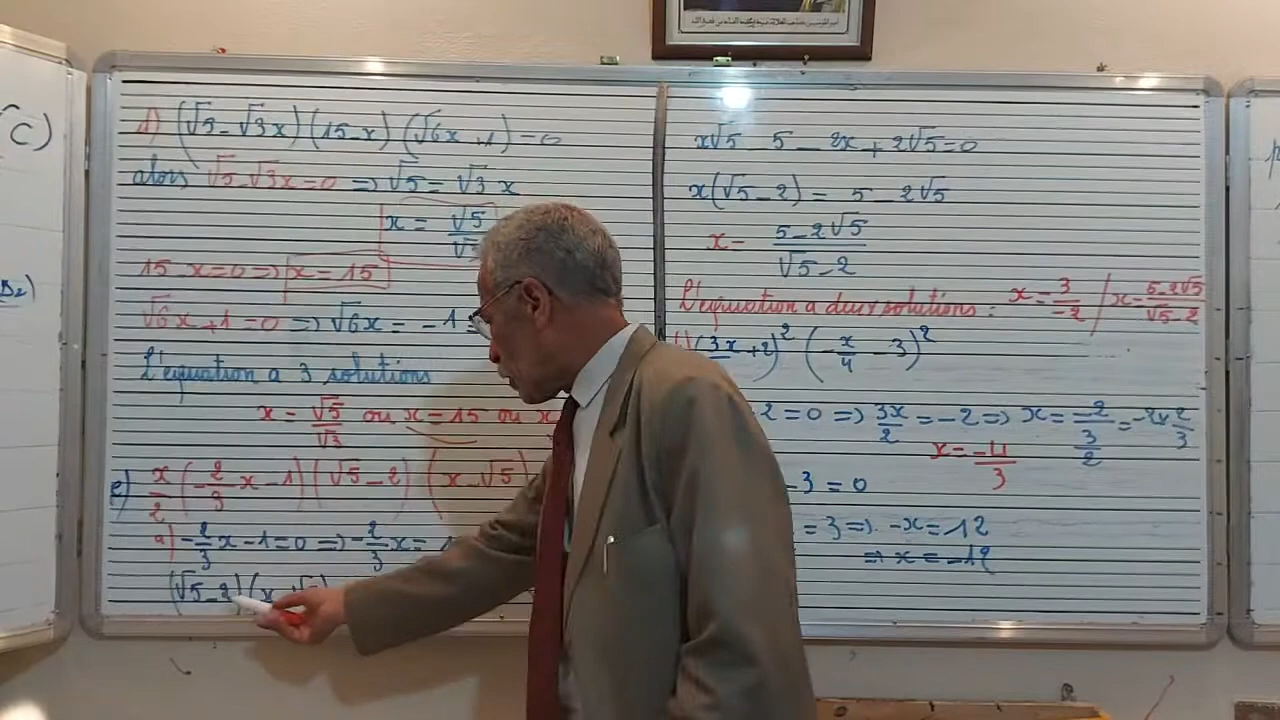 C)
B2)
d) (√5 - √3x) (15-x) (√6x +1) = 0
alors √5-√3x=0 => √5 = √3 x
x = √5/√3
15-x=0 => x = 15
√6x+1=0 => √6x = -1
L'équation a 3 solutions
x = √5/√3 ou x=15 ou x
e) x/2 (-2/3 x-1) (√5-2) (x-√5)
a) -2/3 x-1=0 => -2/3 x= 1
(√5-2)(x
x√5 - 5 - 2x + 2√5=0
x(√5-2) = 5 - 2√5
x = (5-2√5)/(√5-2)
L'équation a deux solutions : x = 3/-2 / x = (5-2√5)/(√5-2)
(3x +2)² (-x/4 -3)²
2=0 => 3x/2 = -2 => x = -2/(3/2) = -2x2/3
x = -4/3
-3 = 0
= 3 => -x=12
=> x = -12